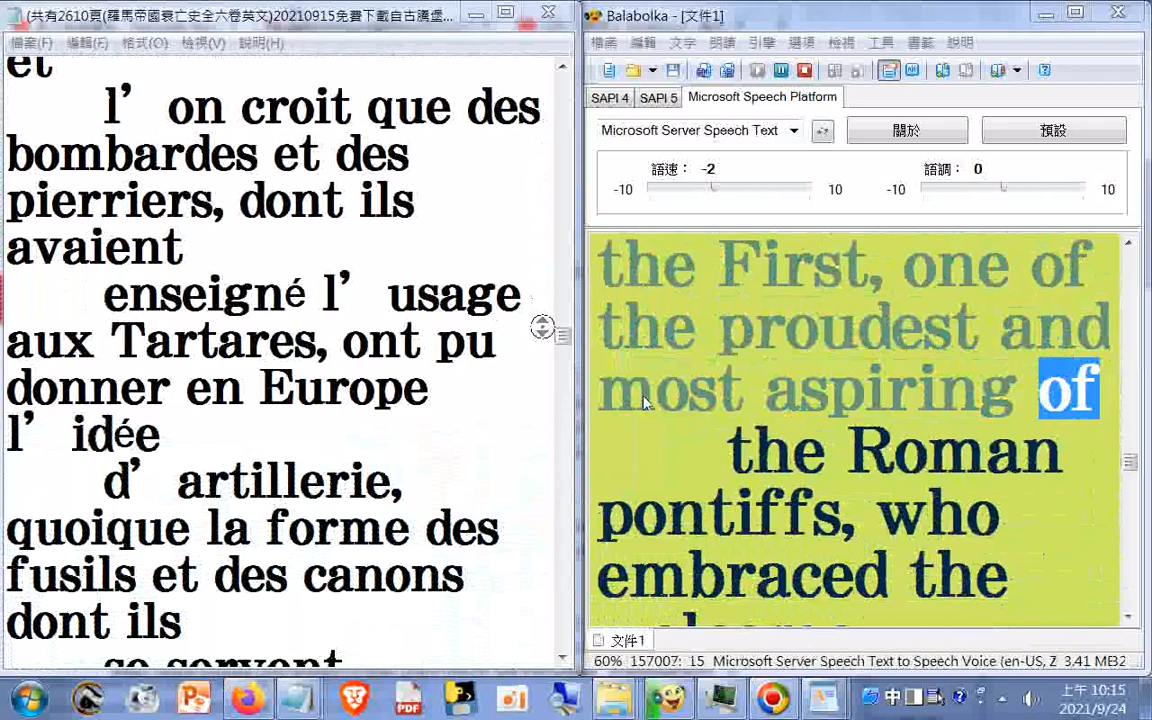 (共有2610頁(羅馬帝國衰亡史全六卷英文)20210915免費下載自古騰堡...
檔案(F) 編輯(E) 格式(O) 檢視(V) 說明(H)
et
l’ on croit que des
bombardes et des
pierriers, dont ils
avaient
enseigné l’ usage
aux Tartares, ont pu
donner en Europe
l’ idée
d’ artillerie,
quoique la forme des
fusils et des canons
dont ils
se servent
Balabolka - [文件1]
檔案 編輯 文字 朗讀 引擎 選項 檢視 工具 書籤 說明
SAPI 4 SAPI 5 Microsoft Speech Platform
Microsoft Server Speech Text 關於 預設
語速： -2 語調： 0
-10 10 -10 10
the First, one of
the proudest and
most aspiring of
the Roman
pontiffs, who
embraced the
文件1
60% 157007: 15 Microsoft Server Speech Text to Speech Voice (en-US, Z 3.41 MB2
中 上午 10:15
2021/9/24